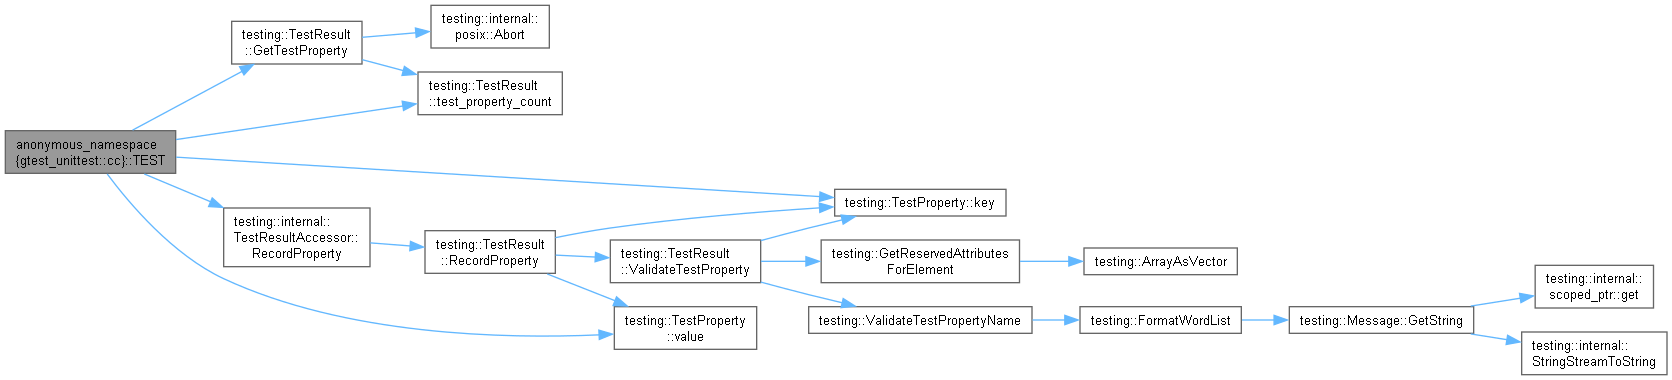 testing::internal::
posix::Abort
testing::TestResult
::GetTestProperty
testing::TestResult
::test_property_count
anonymous_namespace
{gtest_unittest::cc}::TEST
testing::TestProperty::key
testing::internal::
TestResultAccessor::
RecordProperty
testing::TestResult
::RecordProperty
testing::TestResult
::ValidateTestProperty
testing::GetReservedAttributes
ForElement
testing::ArrayAsVector
testing::internal::
scoped_ptr::get
testing::TestProperty
::value
testing::ValidateTestPropertyName
testing::FormatWordList
testing::Message::GetString
testing::internal::
StringStreamToString